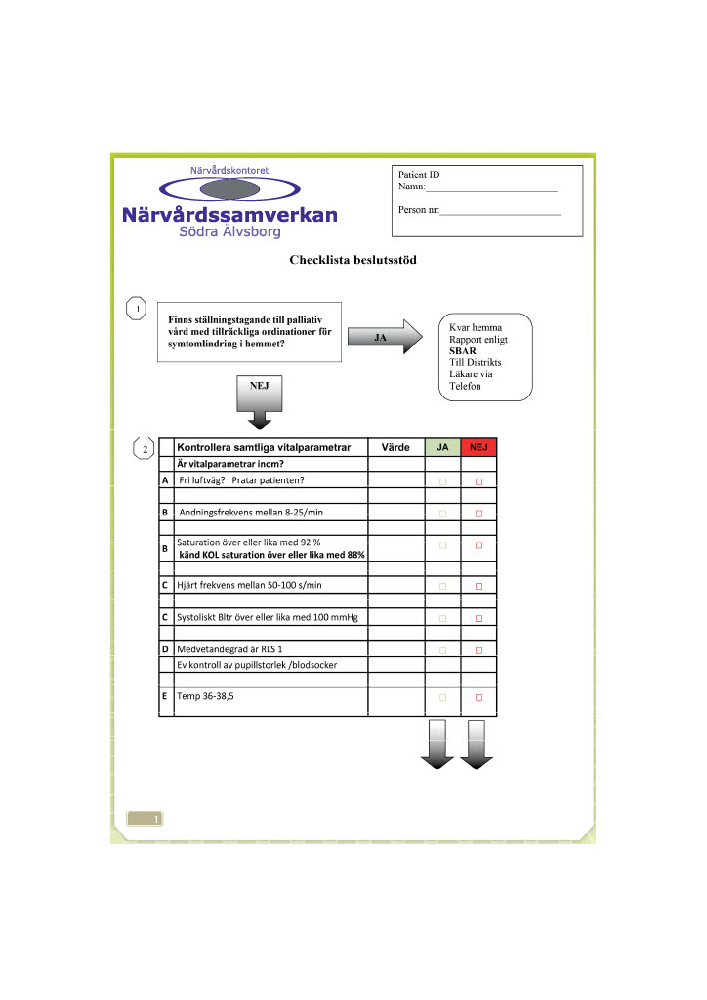 Närvårdskontoret
Närvårdssamverkan
Södra Älvsborg
Patient ID
Namn:___________________________
Person nr:_________________________
Checklista beslutsstöd
1
Finns ställningstagande till palliativ
vård med tillräckliga ordinationer för
symtomlindring i hemmet?
JA
Kvar hemma
Rapport enligt
SBAR
Till Distrikts
Läkare via
Telefon
NEJ
2
Kontrollera samtliga vitalparametrar Värde JA NEJ
Är vitalparametrar inom?
A Fri luftväg? Pratar patienten? □ □
B Andningsfrekvens mellan 8-25/min □ □
B Saturation över eller lika med 92 % □ □
känd KOL saturation över eller lika med 88%
C Hjärt frekvens mellan 50-100 s/min □ □
C Systoliskt Bltr över eller lika med 100 mmHg □ □
D Medvetandegrad är RLS 1 □ □
Ev kontroll av pupillstorlek /blodsocker
E Temp 36-38,5 □ □
1